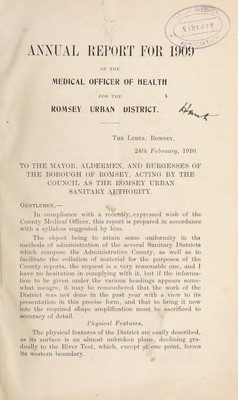 Library
ANNUAL REPORT FOR 1909
OF THE
MEDICAL OFFICER OF HEALTH
FOR THE
ROMSEY URBAN DISTRICT.
Hants
THE LIMES, ROMSEY,
24th February, 1910.
TO THE MAYOR, ALDERMEN, AND BURGESSES OF
THE BOROUGH OF ROMSEY, ACTING BY THE
COUNCIL AS THE ROMSEY URBAN
SANITARY AUTHORITY.
GENTLEMEN,—
In compliance with a recently expressed wish of the
County Medical Officer, this report is prepared in accordance
with a syllabus suggested by him.
The object being to attain some uniformity in the
methods of administration of the several Sanitary Districts
which compose the Administrative County, as well as to
facilitate the collation of material for the purposes of the
County reports, the request is a very reasonable one, and I
have no hesitation in complying with it, but if the informa-
tion to be given under the various headings appears some-
what meagre, it may be remembered that the work of the
District was not done in the past year with a view to its
presentation in this precise form, and that to bring it now
into the required shape amplification must be sacrificed to
accuracy of detail.
Physical Features.
The physical features of the District are easily described,
as its surface is an almost unbroken plane, declining gra-
dually to the River Test, which, except at one point, forms
its western boundary.